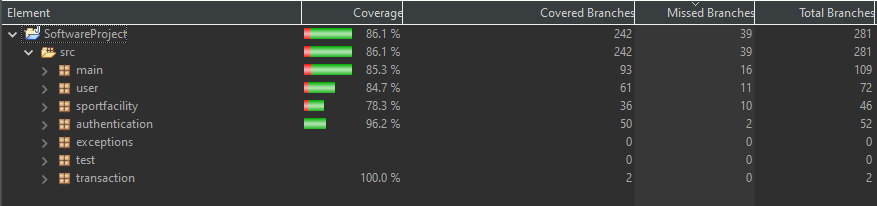 Element Coverage Covered Branches Missed Branches Total Branches
SoftwareProject 86.1 % 242 39 281
src 86.1 % 242 39 281
main 85.3 % 93 16 109
user 84.7 % 61 11 72
sportfacility 78.3 % 36 10 46
authentication 96.2 % 50 2 52
exceptions 0 0 0
test 0 0 0
transaction 100.0 % 2 0 2